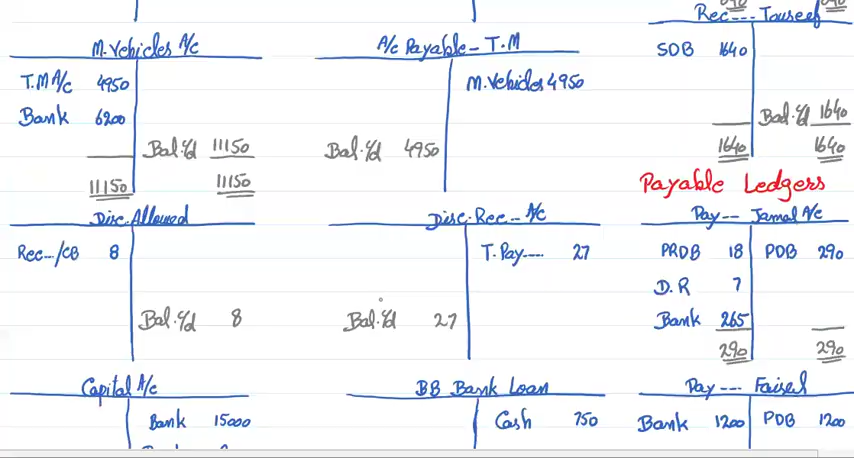 Rec--- Touseef
M.Vehicles A/c
A/c Payable - T.M
SOB 1640
T.M A/c 4950
M.Vehicles 4950
Bank 6200
Bal.c/d 1640
Bal.c/d 11150
Bal.c/d 4950
1640 1640
11150 11150
Payable Ledgers
Disc.Allowed
Disc.Rec-- A/c
Pay-- Jamal A/c
Rec--/CB 8
T.Pay--- 27
PRDB 18 PDB 290
D.R 7
Bal.c/d 8
Bal.c/d 27
Bank 265
290 290
Capital A/c
BB Bank Loan
Pay --- Faisel
Bank 15000
Cash 750
Bank 1200 PDB 1200